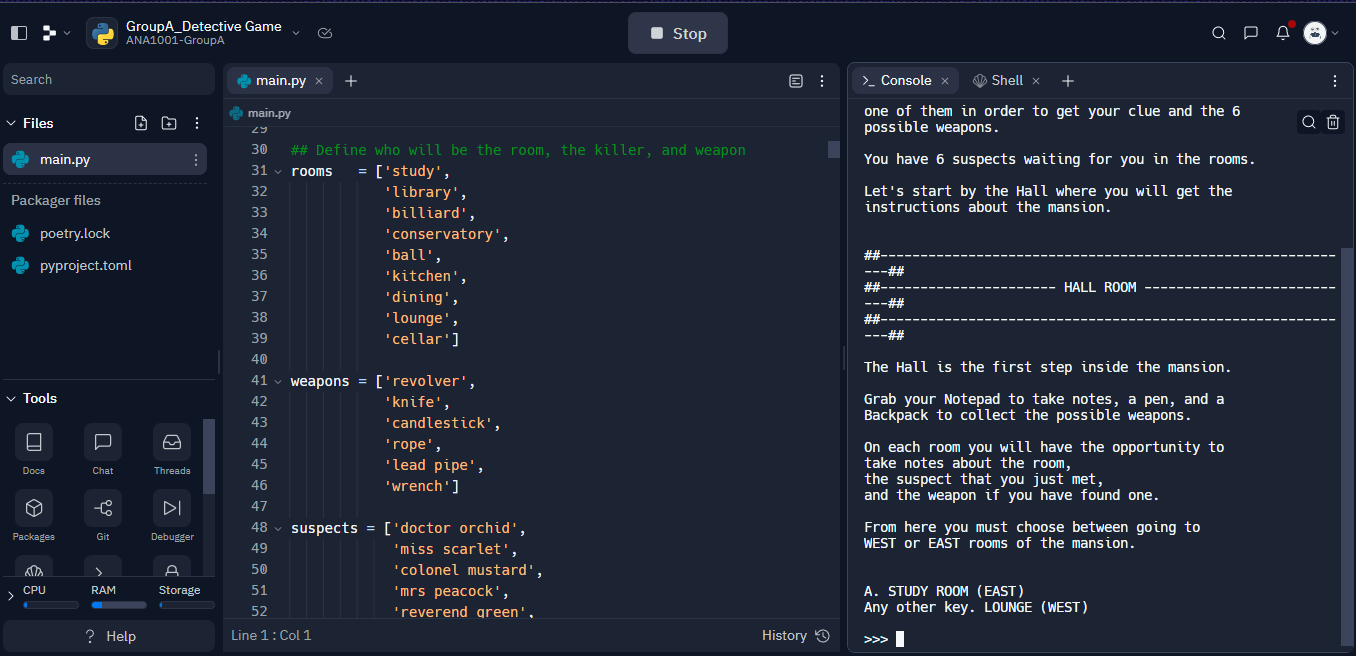 GroupA_Detective Game
ANA1001-GroupA
Stop
Search
Files
main.py
Packager files
poetry.lock
pyproject.toml
Tools
Docs
Chat
Threads
Packages
Git
Debugger
CPU
RAM
Storage
? Help
main.py
main.py
29
30 ## Define who will be the room, the killer, and weapon
31 rooms = ['study',
32 'library',
33 'billiard',
34 'conservatory',
35 'ball',
36 'kitchen',
37 'dining',
38 'lounge',
39 'cellar']
40
41 weapons = ['revolver',
42 'knife',
43 'candlestick',
44 'rope',
45 'lead pipe',
46 'wrench']
47
48 suspects = ['doctor orchid',
49 'miss scarlet',
50 'colonel mustard',
51 'mrs peacock',
52 'reverend green',
Line 1 : Col 1
History
Console
Shell
one of them in order to get your clue and the 6
possible weapons.
You have 6 suspects waiting for you in the rooms.
Let's start by the Hall where you will get the
instructions about the mansion.
##---------------------------------------------------------
---##
##---------------------- HALL ROOM ------------------------
---##
##---------------------------------------------------------
---##
The Hall is the first step inside the mansion.
Grab your Notepad to take notes, a pen, and a
Backpack to collect the possible weapons.
On each room you will have the opportunity to
take notes about the room,
the suspect that you just met,
and the weapon if you have found one.
From here you must choose between going to
WEST or EAST rooms of the mansion.
A. STUDY ROOM (EAST)
Any other key. LOUNGE (WEST)
>>>